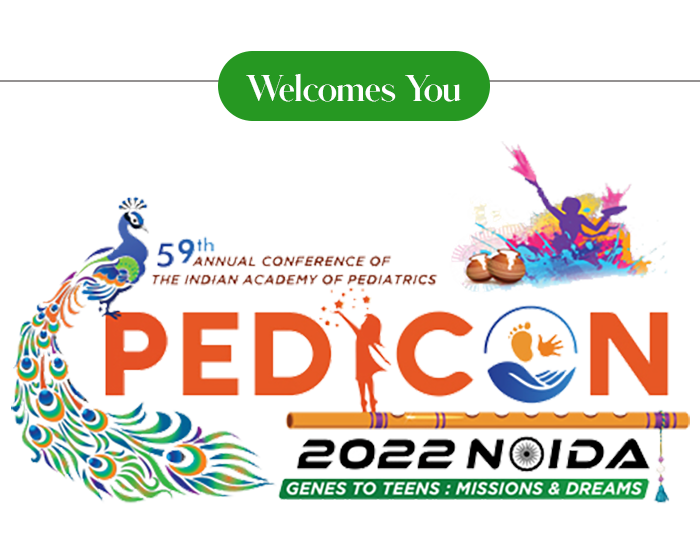 Welcomes You
59th ANNUAL CONFERENCE OF
THE INDIAN ACADEMY OF PEDIATRICS
PEDICON
2022 NOIDA
GENES TO TEENS : MISSIONS & DREAMS